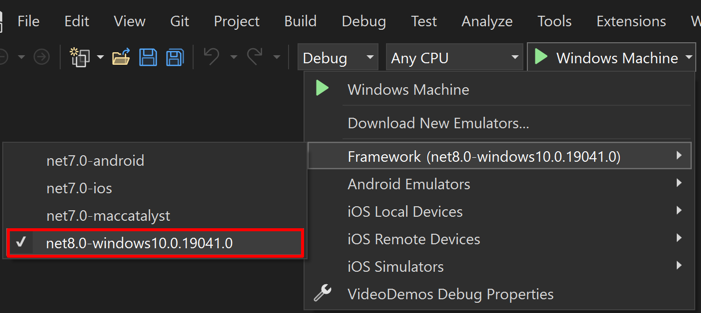 File Edit View Git Project Build Debug Test Analyze Tools Extensions
Debug Any CPU Windows Machine
Windows Machine
Download New Emulators...
Framework (net8.0-windows10.0.19041.0)
Android Emulators
iOS Local Devices
iOS Remote Devices
iOS Simulators
VideoDemos Debug Properties
net7.0-android
net7.0-ios
net7.0-maccatalyst
net8.0-windows10.0.19041.0